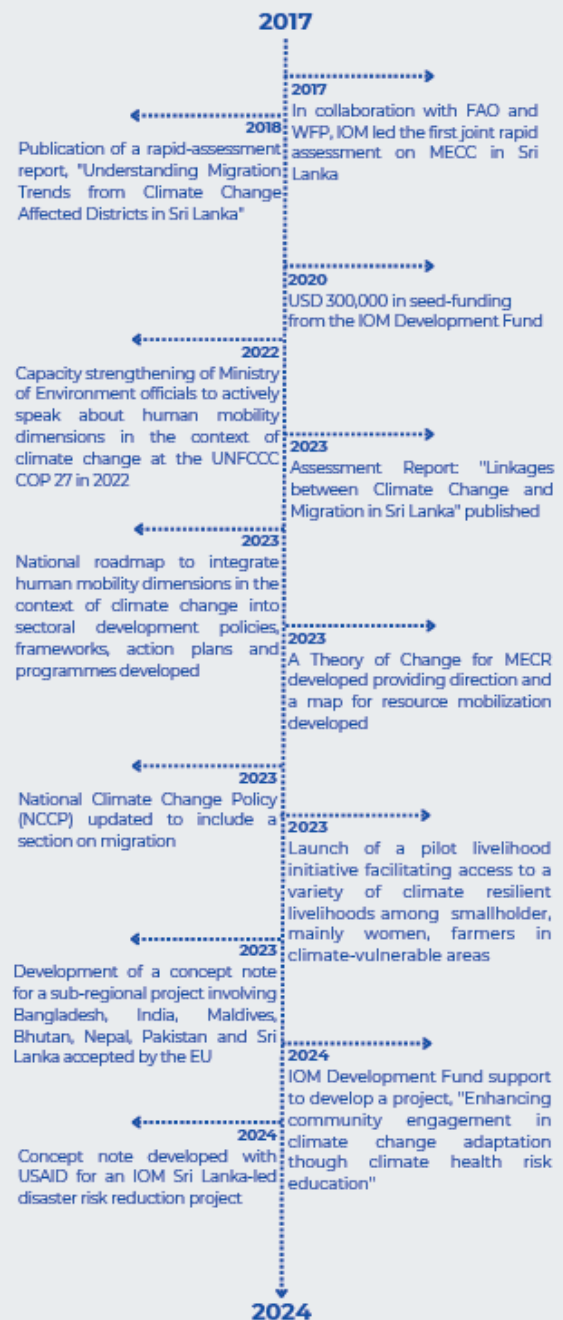 2017
2017
In collaboration with FAO and
WFP, IOM led the first joint rapid
assessment on MECC in Sri
Lanka
2018
Publication of a rapid-assessment
report, "Understanding Migration
Trends from Climate Change
Affected Districts in Sri Lanka"
2020
USD 300,000 in seed-funding
from the IOM Development Fund
2022
Capacity strengthening of Ministry
of Environment officials to actively
speak about human mobility
dimensions in the context of
climate change at the UNFCCC
COP 27 in 2022
2023
Assessment Report: "Linkages
between Climate Change and
Migration in Sri Lanka" published
2023
National roadmap to integrate
human mobility dimensions in the
context of climate change into
sectoral development policies,
frameworks, action plans and
programmes developed
2023
A Theory of Change for MECR
developed providing direction and
a map for resource mobilization
developed
2023
National Climate Change Policy
(NCCP) updated to include a
section on migration
2023
Launch of a pilot livelihood
initiative facilitating access to a
variety of climate resilient
livelihoods among smallholder,
mainly women, farmers in
climate-vulnerable areas
2023
Development of a concept note
for a sub-regional project involving
Bangladesh, India, Maldives,
Bhutan, Nepal, Pakistan and Sri
Lanka accepted by the EU
2024
IOM Development Fund support
to develop a project, "Enhancing
community engagement in
climate change adaptation
though climate health risk
education"
2024
Concept note developed with
USAID for an IOM Sri Lanka-led
disaster risk reduction project
2024